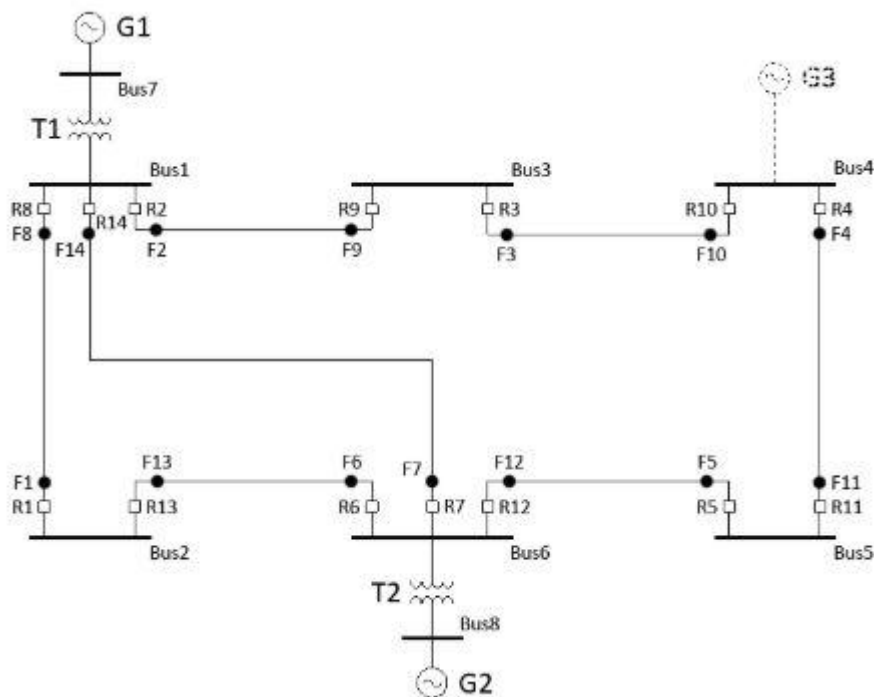 G1
Bus7
T1
Bus1
Bus3
G3
Bus4
R8
R14
R2
R9
R3
R10
R4
F8
F14
F2
F9
F3
F10
F4
F1
F13
F6
F7
F12
F5
F11
R1
R13
R6
R7
R12
R5
R11
Bus2
Bus6
Bus5
T2
Bus8
G2